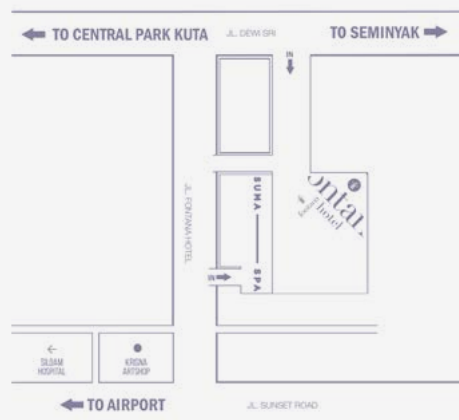 TO CENTRAL PARK KUTA
JL. DEWI SRI
TO SEMINYAK
IN
JL. FONTANA HOTEL
SUMA
SPA
hotel
IN
SILOAM
HOSPITAL
KRISNA
ARTSHOP
TO AIRPORT
JL. SUNSET ROAD